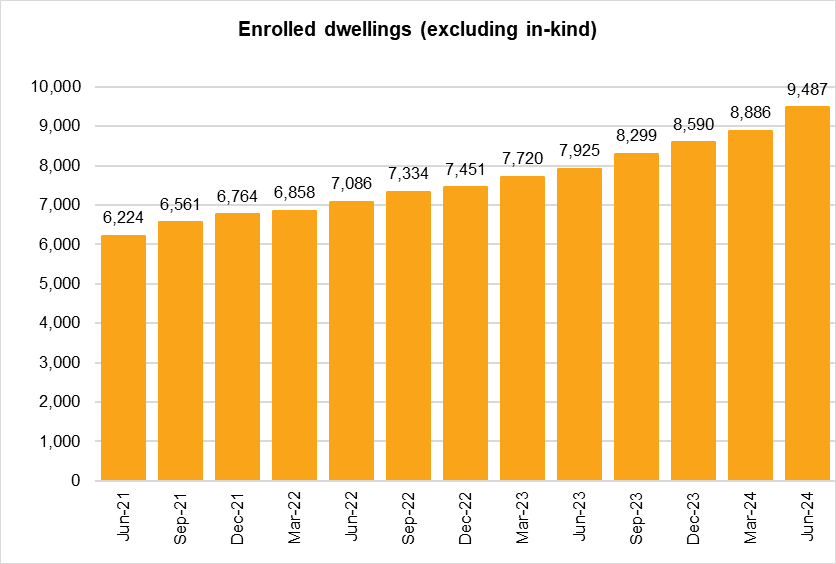 Enrolled dwellings (excluding in-kind)
10,000
9,000
8,000
7,000
6,000
5,000
4,000
3,000
2,000
1,000
0
6,224
6,561
6,764
6,858
7,086
7,334
7,451
7,720
7,925
8,299
8,590
8,886
9,487
Jun-21
Sep-21
Dec-21
Mar-22
Jun-22
Sep-22
Dec-22
Mar-23
Jun-23
Sep-23
Dec-23
Mar-24
Jun-24